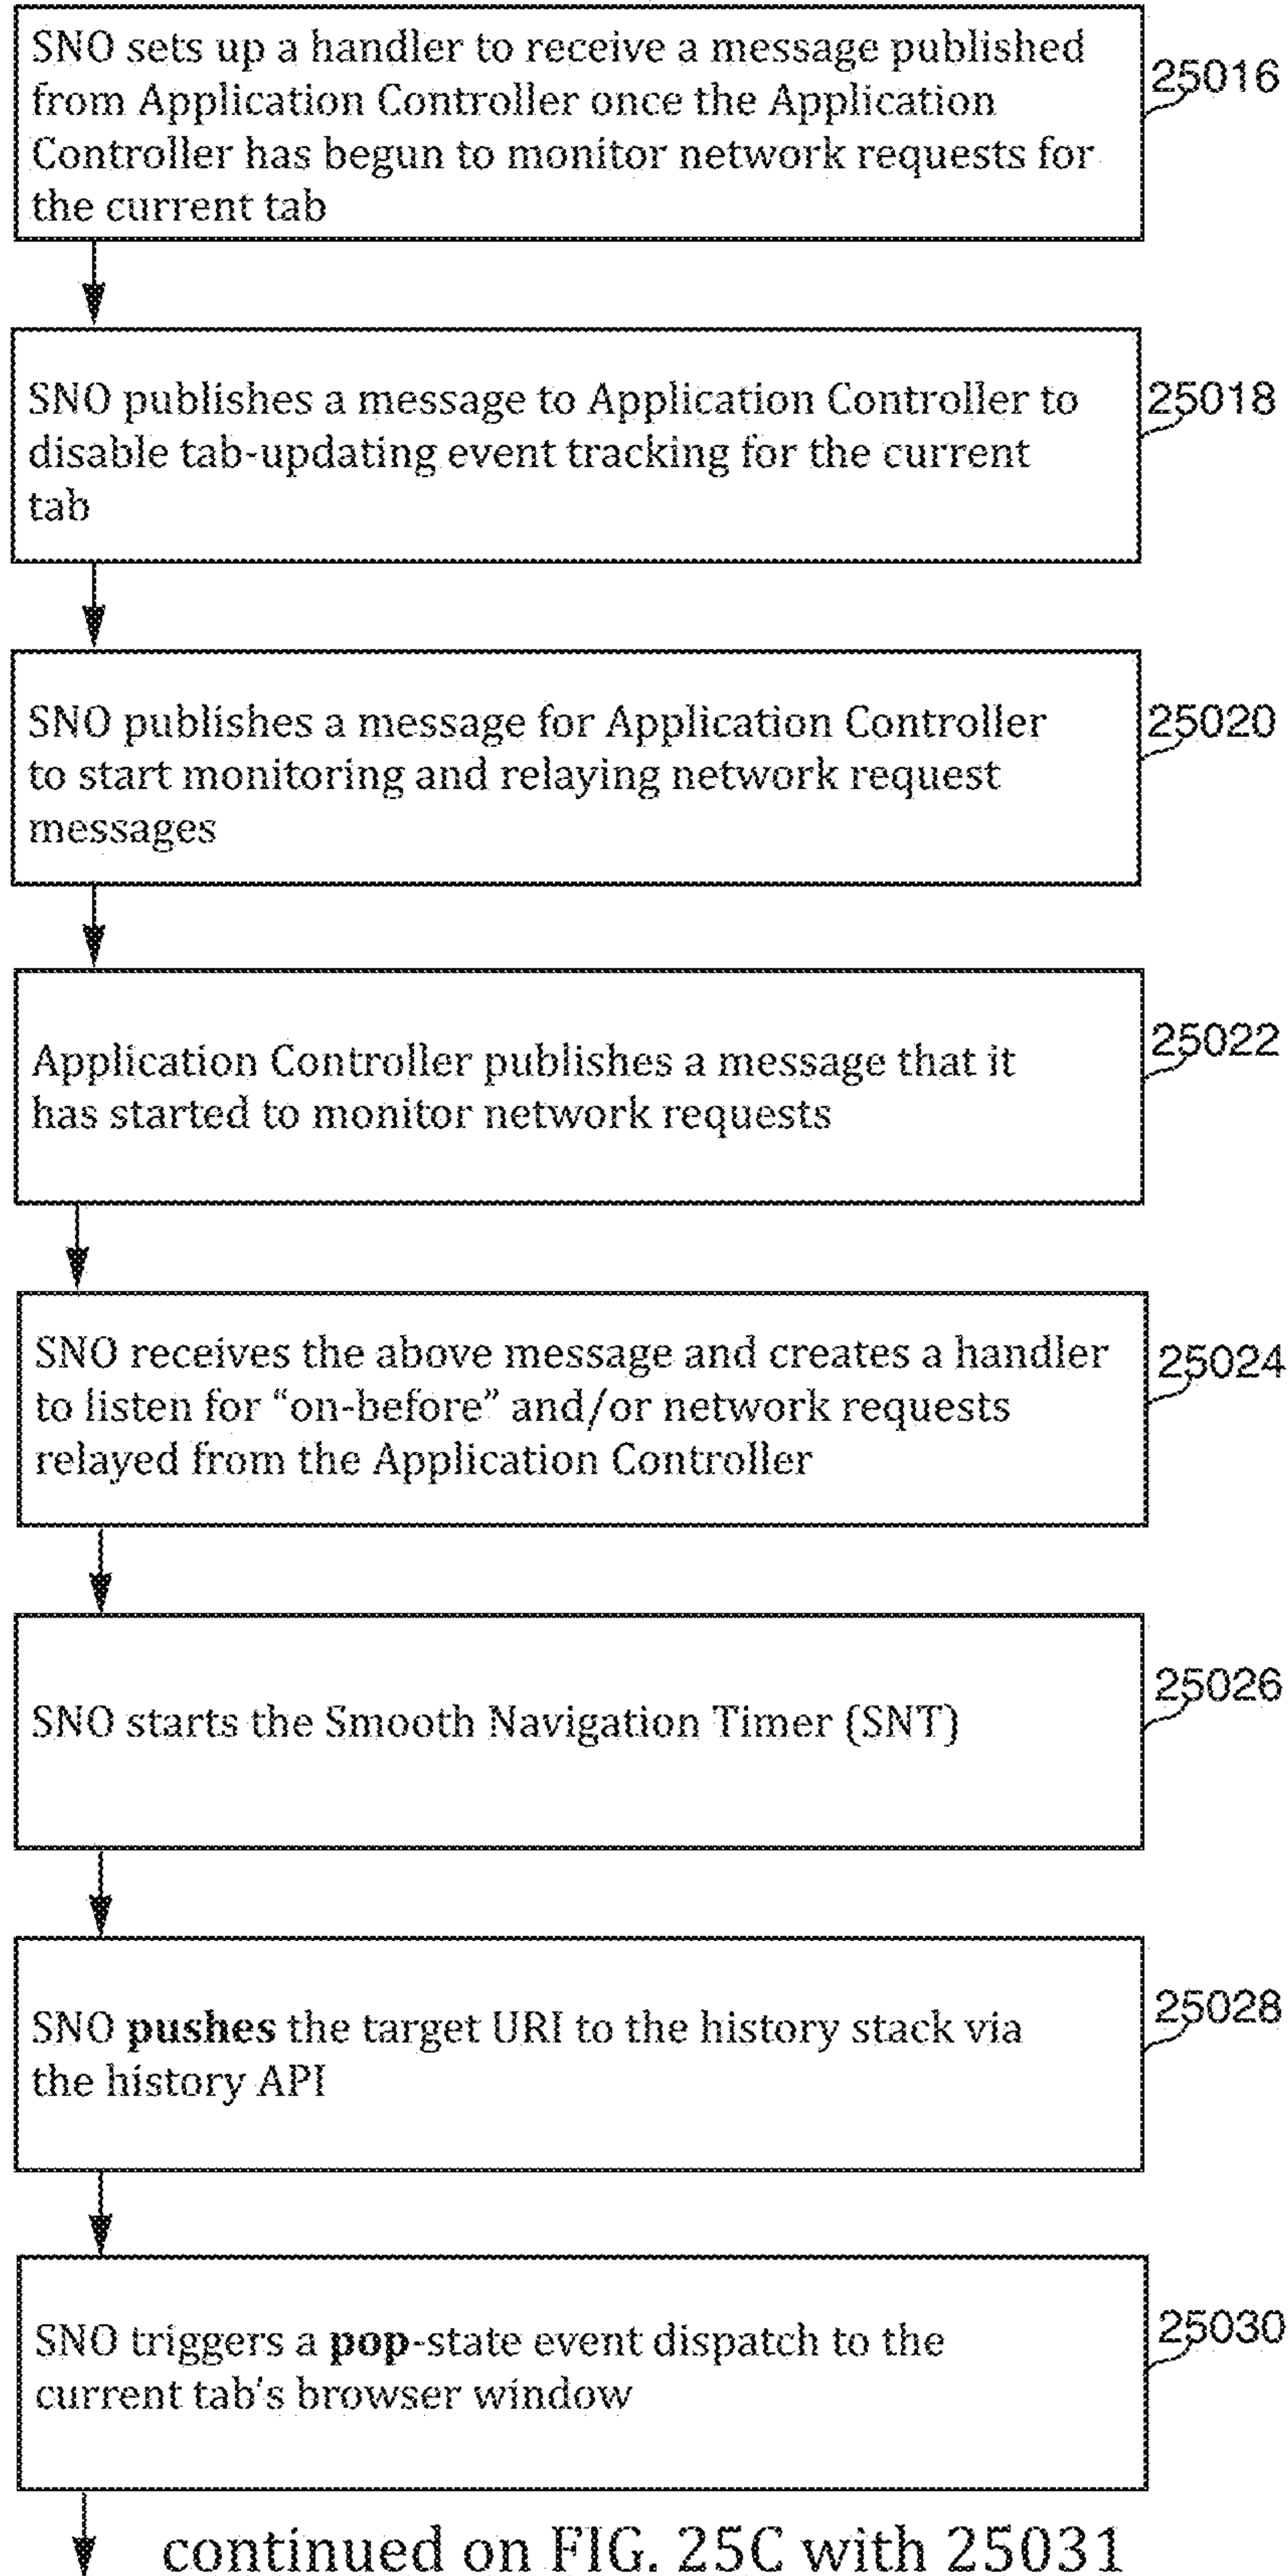 SNO sets up a handler to receive a message published
from Application Controller once the Application
Controller has begun to monitor network requests for
the current tab
25016
SNO publishes a message to Application Controller to
disable tab-updating event tracking for the current
tab
25018
SNO publishes a message for Application Controller
to start monitoring and relaying network request
messages
25020
Application Controller publishes a message that it
has started to monitor network requests
25022
SNO receives the above message and creates a handler
to listen for “on-before” and/or network requests
relayed from the Application Controller
25024
SNO starts the Smooth Navigation Timer (SNT)
25026
SNO pushes the target URI to the history stack via
the history API
25028
SNO triggers a pop-state event dispatch to the
current tab's browser window
25030
continued on FIG. 25C with 25031